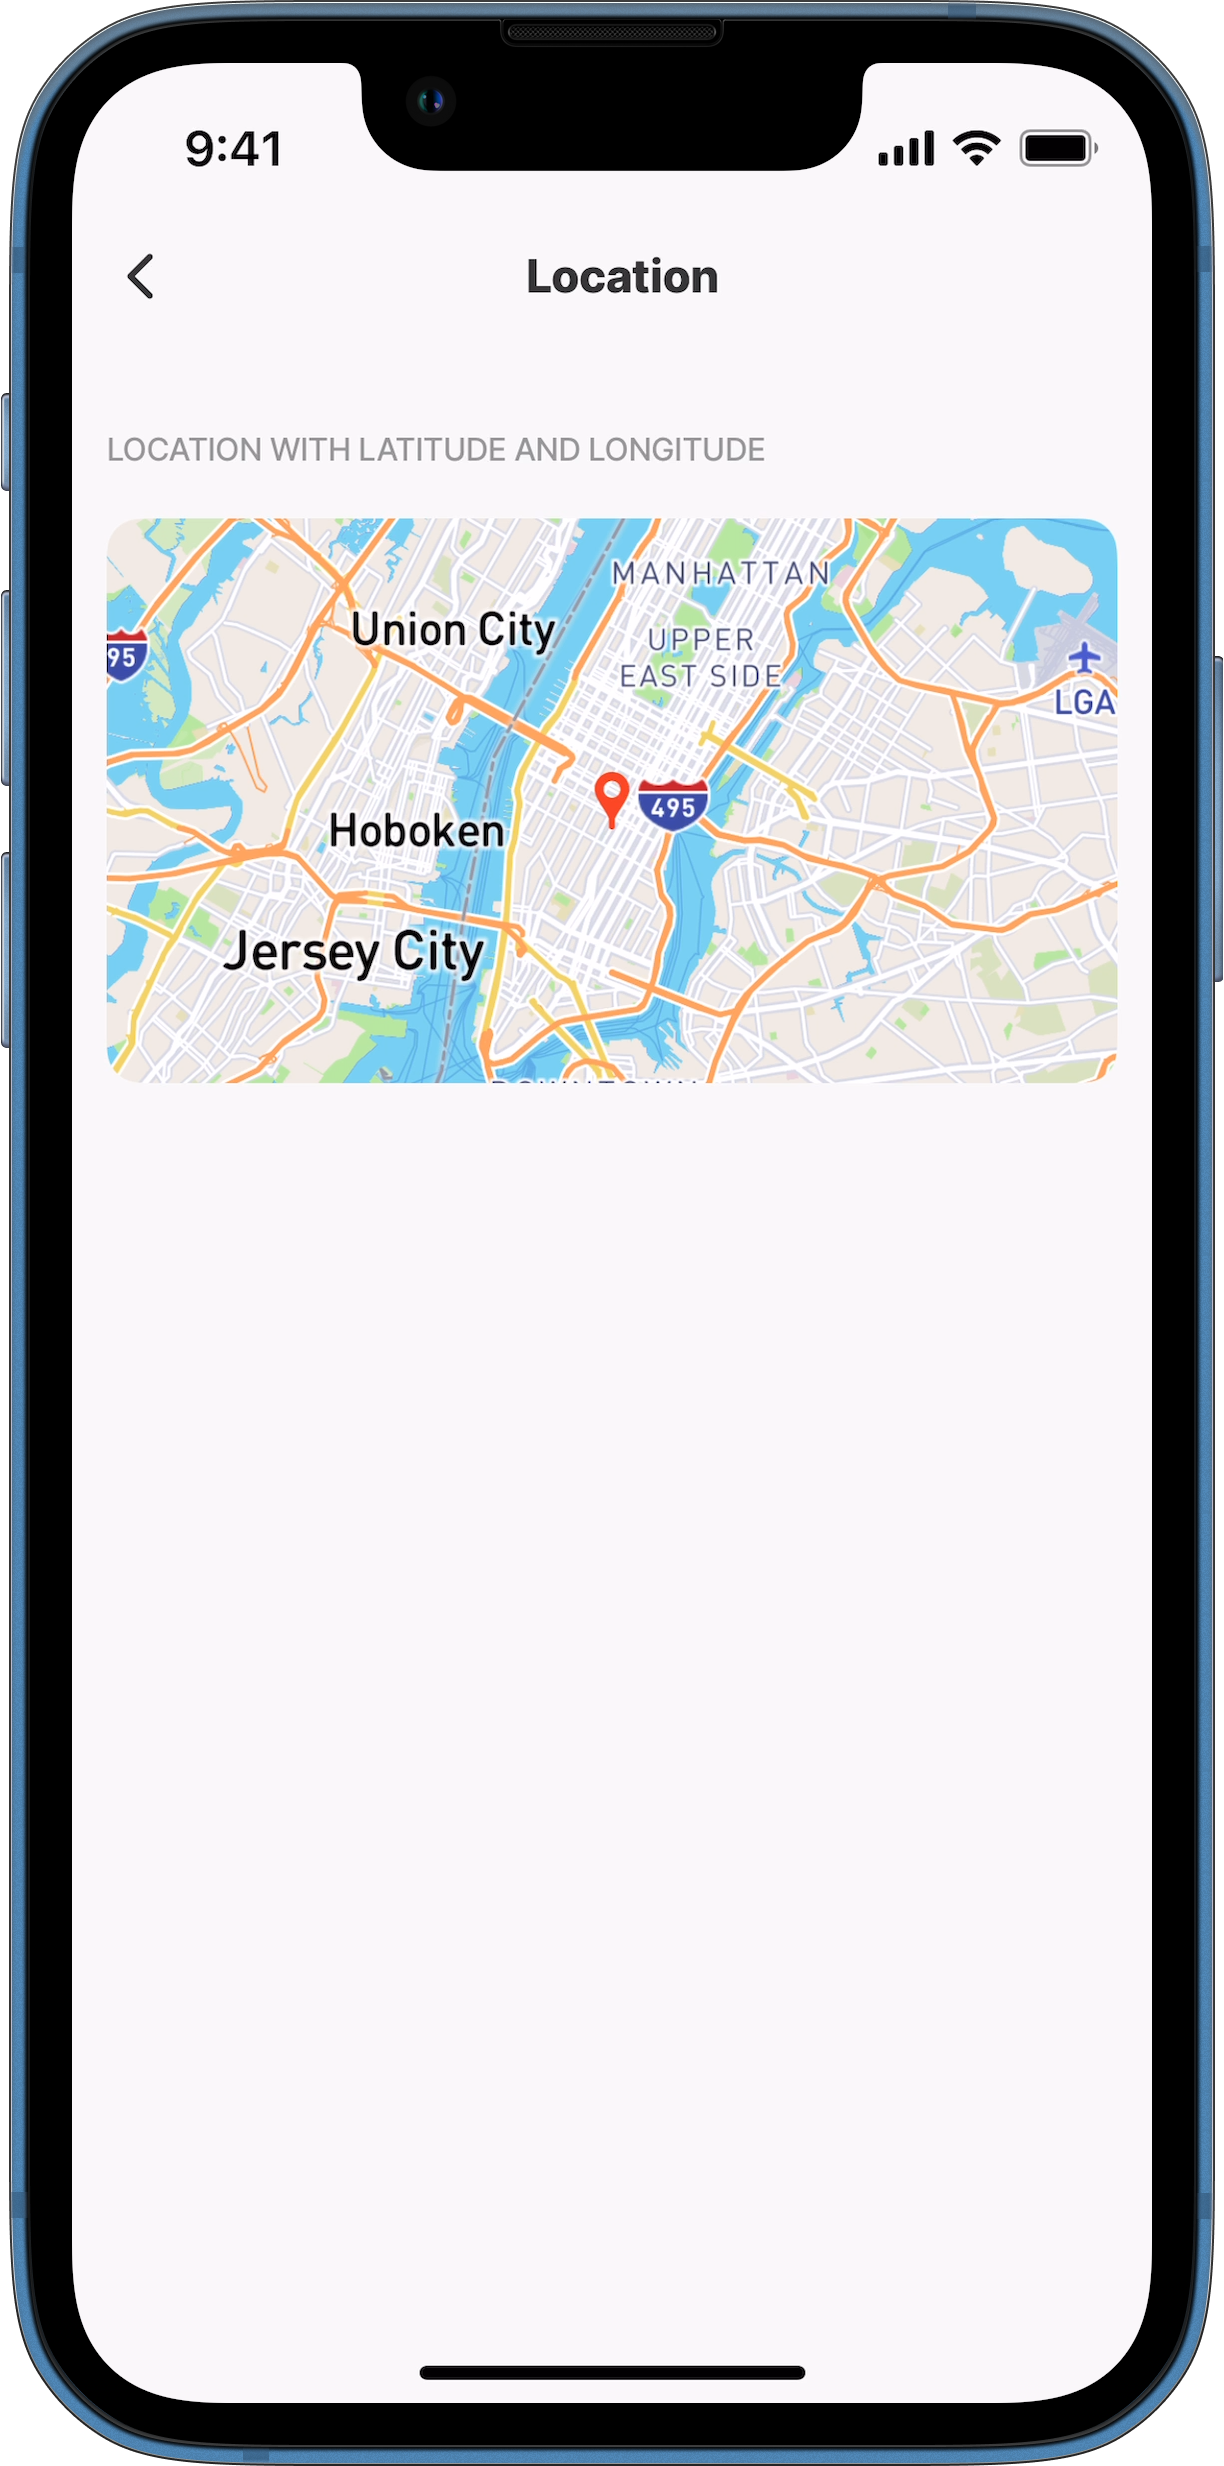 9:41
Location
LOCATION WITH LATITUDE AND LONGITUDE
MANHATTAN
Union City
UPPER
EAST SIDE
95
LGA
495
Hoboken
Jersey City